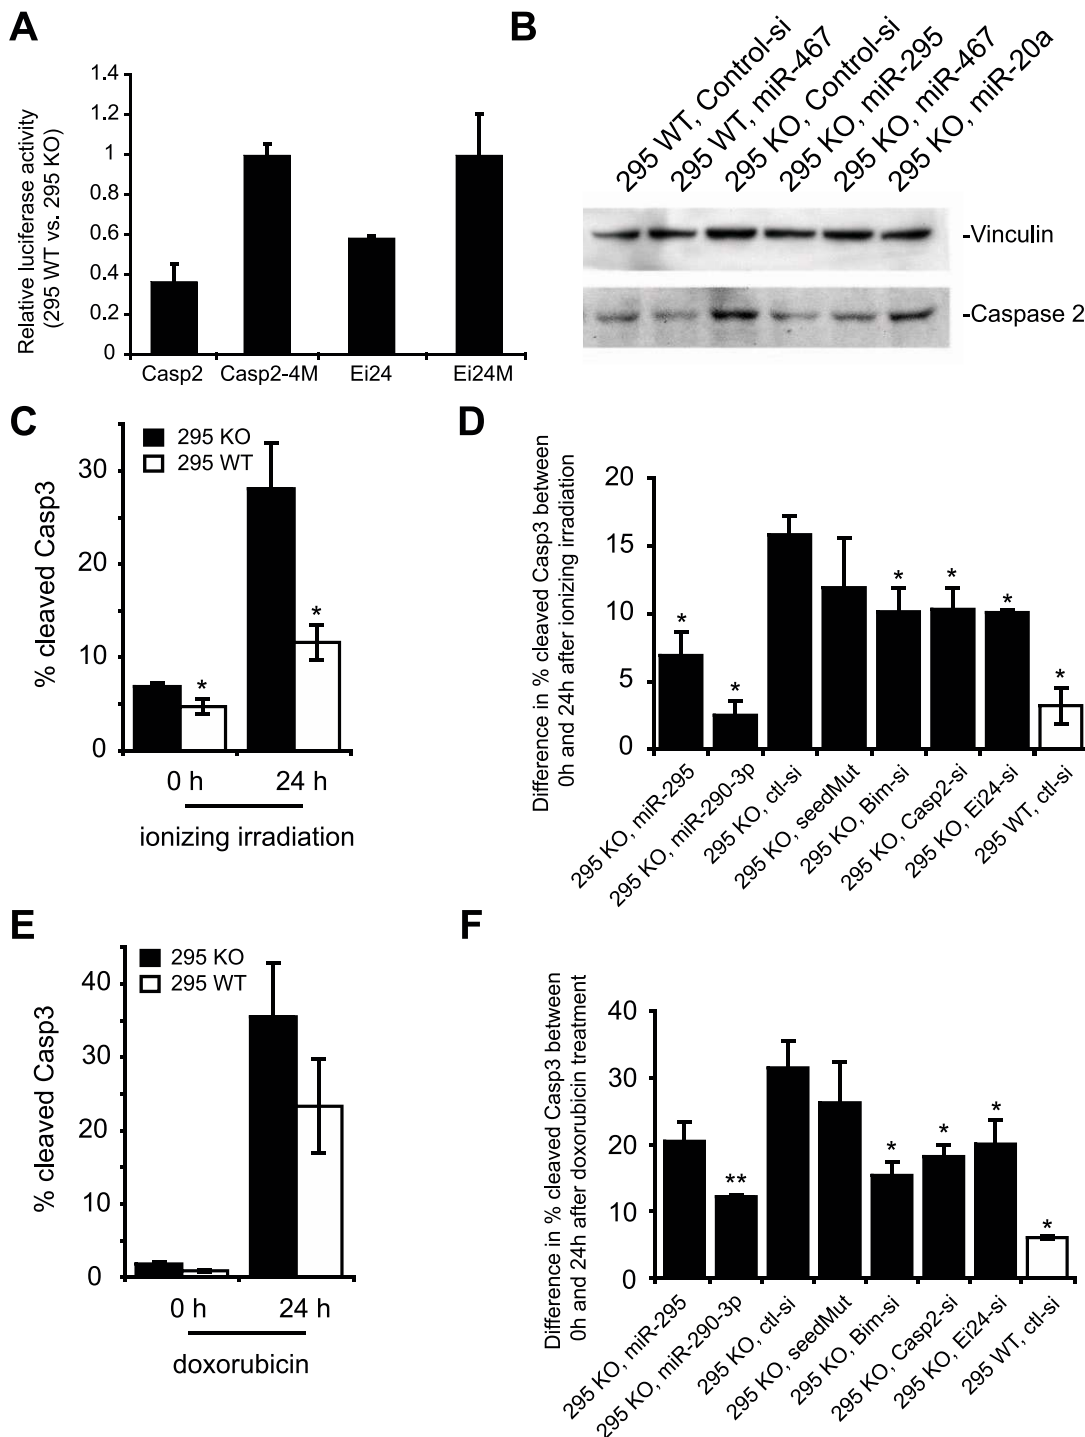 A
Relative luciferase activity
(295 WT vs. 295 KO)
1.4
1.2
1
0.8
0.6
0.4
0.2
0
Casp2
Casp2-4M
Ei24
Ei24M
B
295 WT, Control-si
295 WT, miR-467
295 KO, Control-si
295 KO, miR-295
295 KO, miR-467
295 KO, miR-20a
-Vinculin
-Caspase 2
C
% cleaved Casp3
295 KO
295 WT
30
20
10
0
*
*
0 h
24 h
ionizing irradiation
D
Difference in % cleaved Casp3 between
0h and 24h after ionizing irradiation
20
15
10
5
0
*
*
*
*
*
*
295 KO, miR-295
295 KO, miR-290-3p
295 KO, ctl-si
295 KO, seedMut
295 KO, Bim-si
295 KO, Casp2-si
295 KO, Ei24-si
295 WT, ctl-si
E
% cleaved Casp3
295 KO
295 WT
40
30
20
10
0
0 h
24 h
doxorubicin
F
Difference in % cleaved Casp3 between
0h and 24h after doxorubicin treatment
40
30
20
10
0
**
*
*
*
*
295 KO, miR-295
295 KO, miR-290-3p
295 KO, ctl-si
295 KO, seedMut
295 KO, Bim-si
295 KO, Casp2-si
295 KO, Ei24-si
295 WT, ctl-si